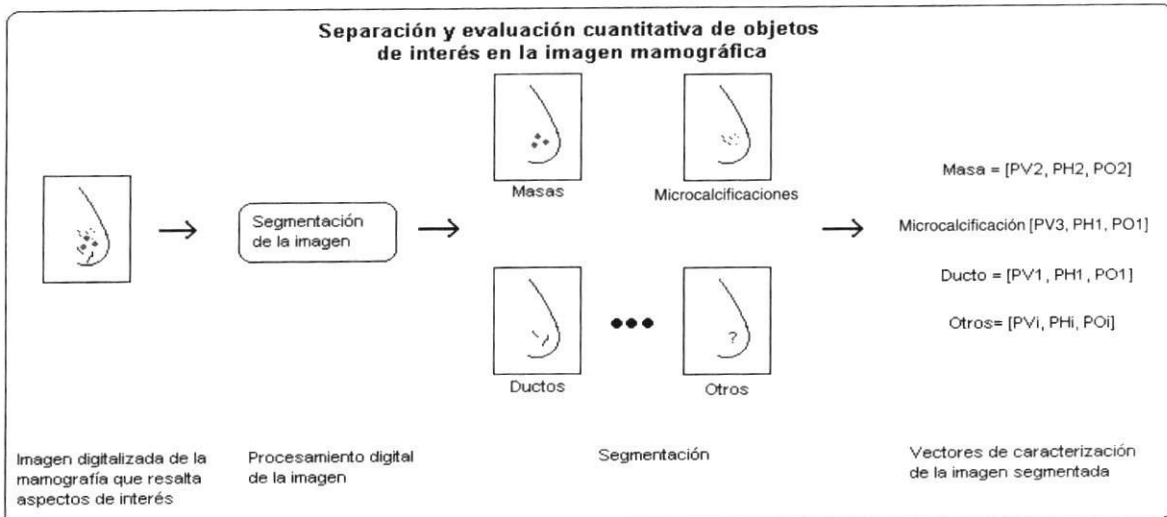 Separación y evaluación cuantitativa de objetos
de interés en la imagen mamográfica
Masas
Microcalcificaciones
Segmentación
de la imagen
Ductos
Otros
?
Masa = [PV2, PH2, PO2]
Microcalcificación [PV3, PH1, PO1]
Ducto = [PV1, PH1, PO1]
Otros= [PVi, PHi, POi]
Imagen digitalizada de la
mamografía que resalta
aspectos de interés
Procesamiento digital
de la imagen
Segmentación
Vectores de caracterización
de la imagen segmentada